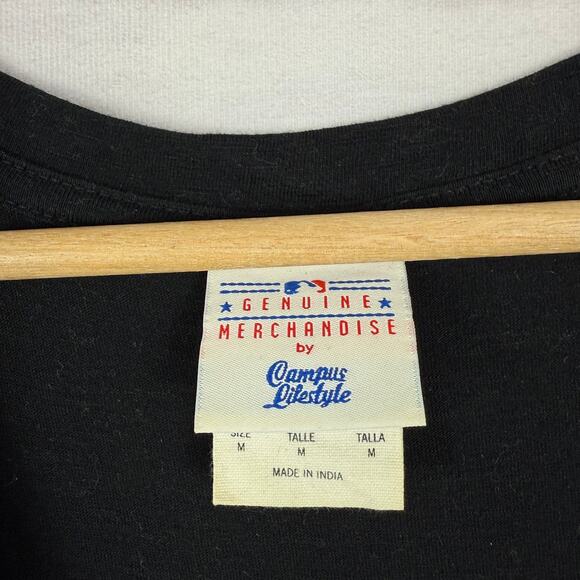 GENUINE
MERCHANDISE
by
Campus
Lifestyle
SIZE TALLE TALLA
M M M
MADE IN INDIA